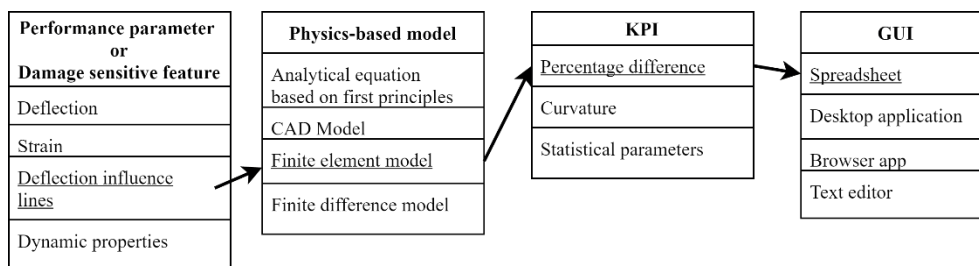 Performance parameter
or
Damage sensitive feature
Deflection
Strain
Deflection influence
lines
Dynamic properties
Physics-based model
Analytical equation
based on first principles
CAD Model
Finite element model
Finite difference model
KPI
Percentage difference
Curvature
Statistical parameters
GUI
Spreadsheet
Desktop application
Browser app
Text editor